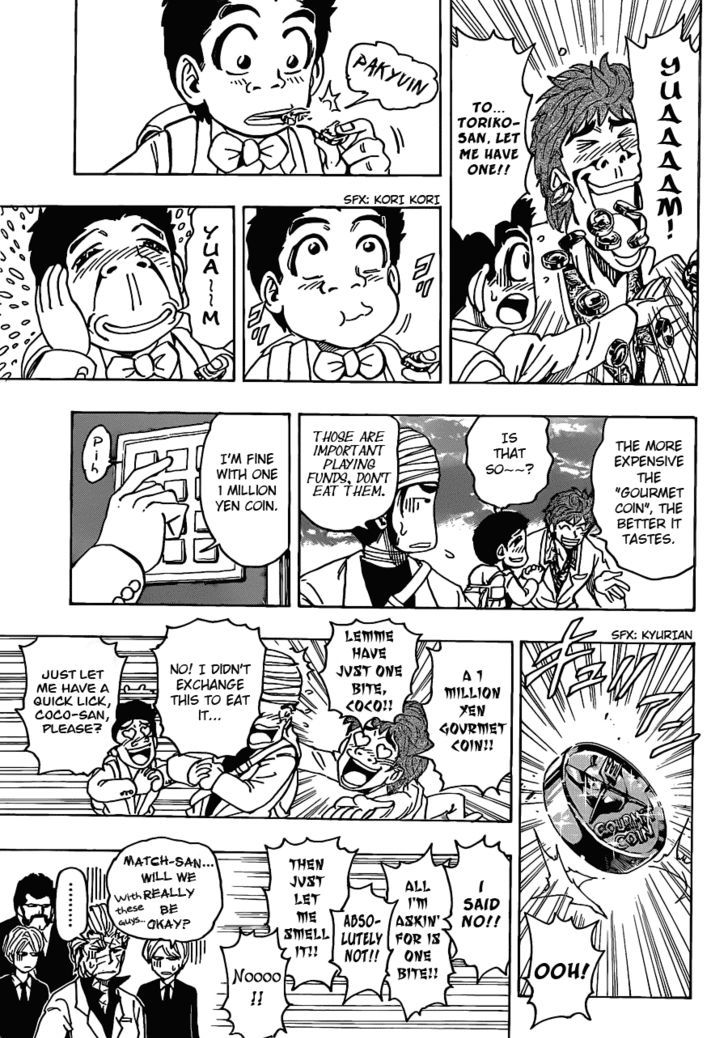 YUAAAAM!
TO...
TORIKO-
SAN, LET
ME HAVE
ONE!!
PAKYUIN
SFX: KORI KORI
コリ
コリ
YUA~~M
THE MORE
EXPENSIVE
THE
"GOURMET
COIN", THE
BETTER IT
TASTES.
IS
THAT
SO~~?
THOSE ARE
IMPORTANT
PLAYING
FUNDS, DON'T
EAT THEM.
I'M FINE
WITH ONE
1 MILLION
YEN COIN.
Pih
SFX: KYURIAN
GOURMET
COIN
OOH!
A 1
MILLION
YEN
GOURMET
COIN!!
LEMME
HAVE
JUST ONE
BITE,
COCO!!
NO! I DIDN'T
EXCHANGE
THIS TO EAT
IT...
JUST LET
ME HAVE A
QUICK LICK,
COCO-SAN,
PLEASE?
I
SAID
NO!!
ALL
I'M
ASKIN'
FOR IS
ONE
BITE!!
ABSO-
LUTELY
NOT!!
THEN
JUST
LET
ME
SMELL
IT!!
NOOOO
!!
MATCH-SAN...
WILL WE
REALLY
BE
OKAY?
With
these
guys...
........